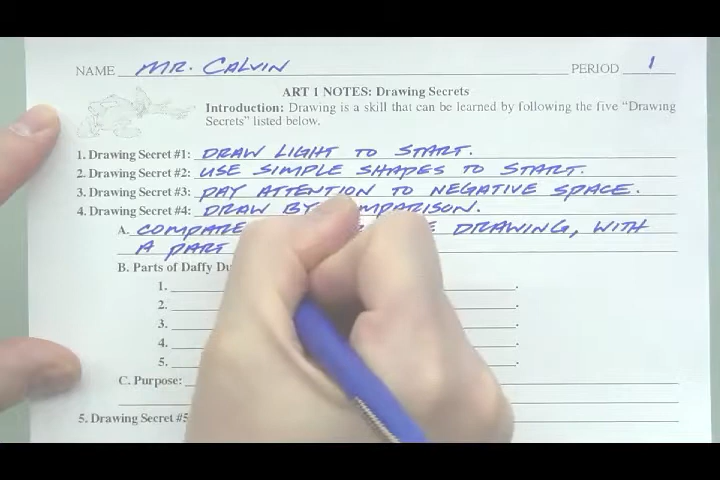 NAME MR. CALVIN PERIOD 1
ART 1 NOTES: Drawing Secrets
Introduction: Drawing is a skill that can be learned by following the five “Drawing
Secrets” listed below.
1. Drawing Secret #1: DRAW LIGHT TO START.
2. Drawing Secret #2: USE SIMPLE SHAPES TO START.
3. Drawing Secret #3: PAY ATTENTION TO NEGATIVE SPACE.
4. Drawing Secret #4: DRAW BY COMPARISON.
A. COMPARE DRAWING, WITH
A PART
B. Parts of Daffy
1.
2.
3.
4.
5.
C. Purpose:
5. Drawing Secret #5